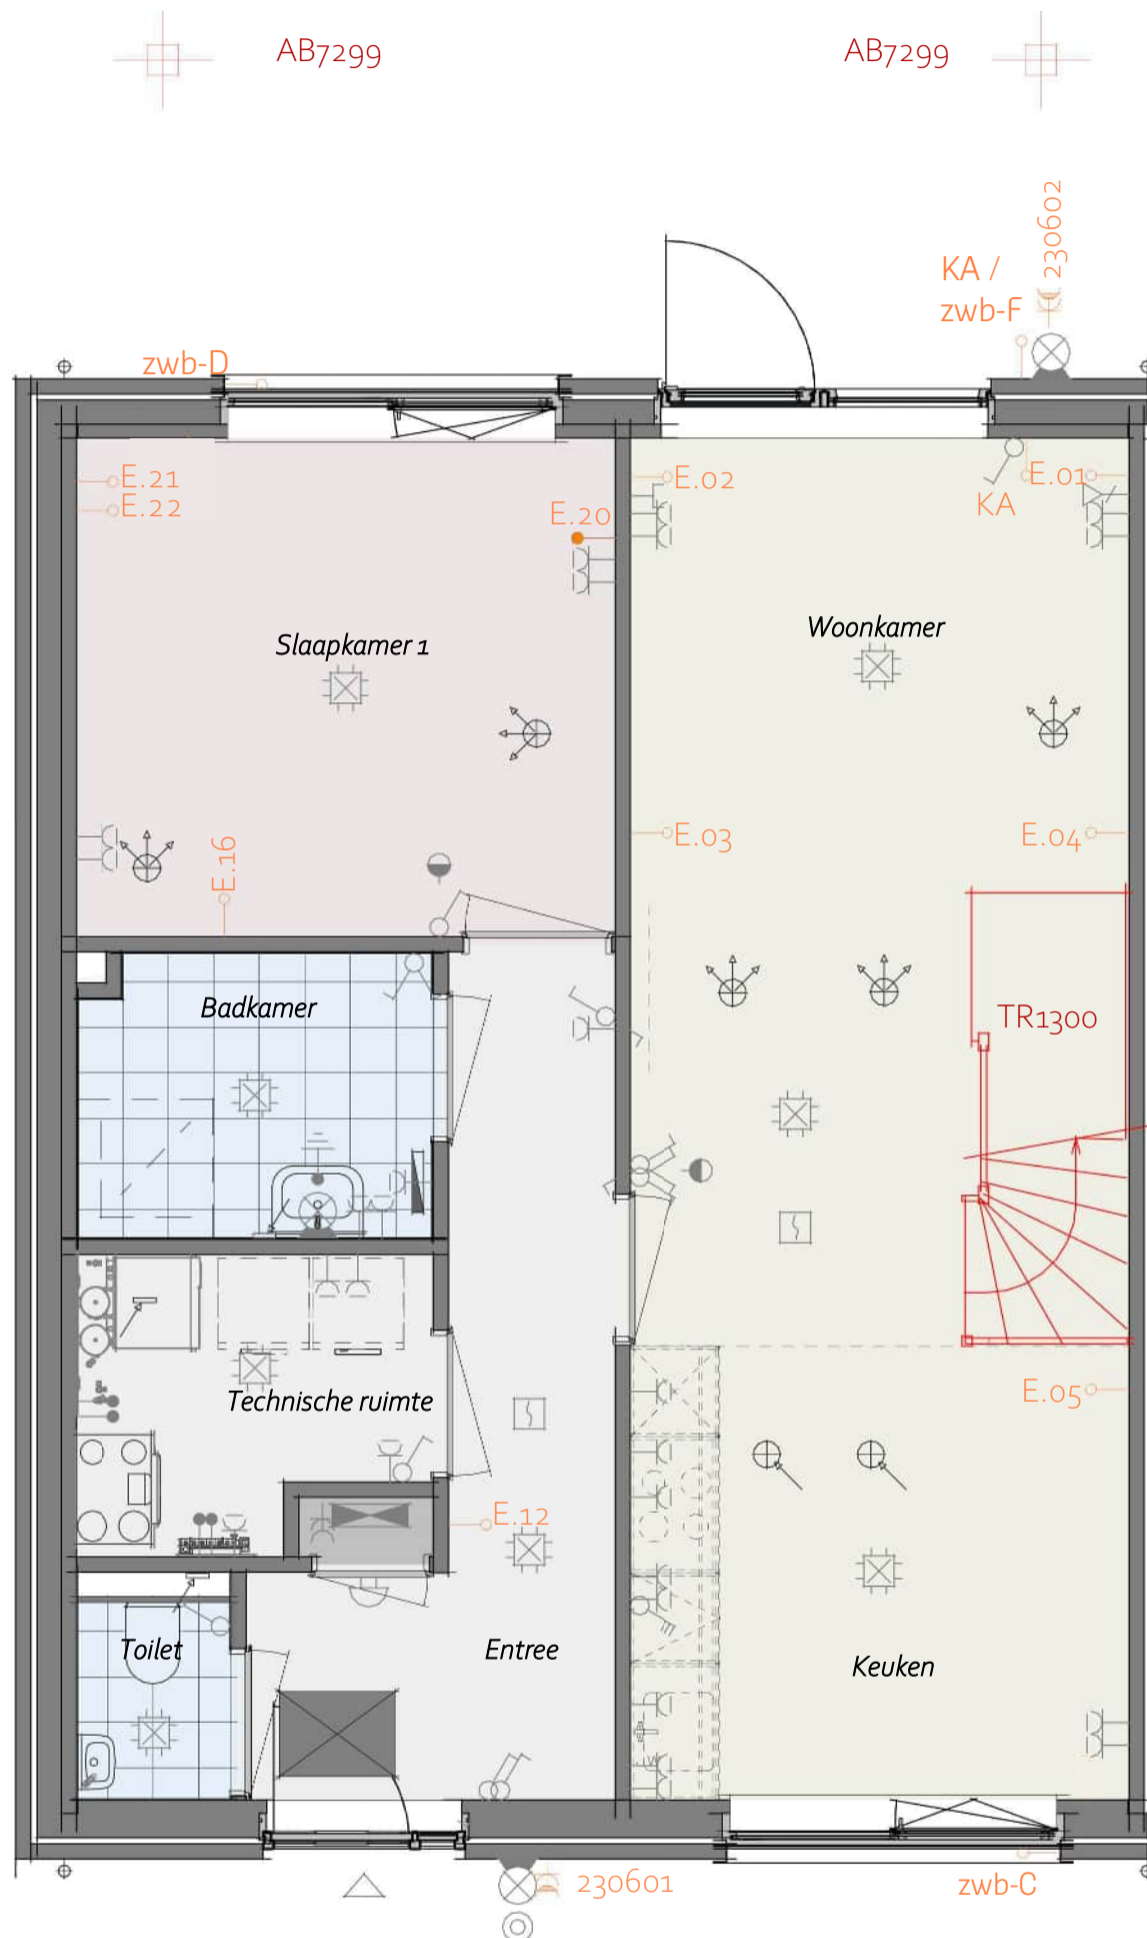 AB7299
AB7299
230602
KA /
zwb-F
zwb-D
E.21
E.22
E.20
E.02
E.01
KA
Slaapkamer 1
Woonkamer
E.16
E.03
E.04
Badkamer
TR1300
Technische ruimte
E.05
E.12
Toilet
Entree
Keuken
230601
zwb-C